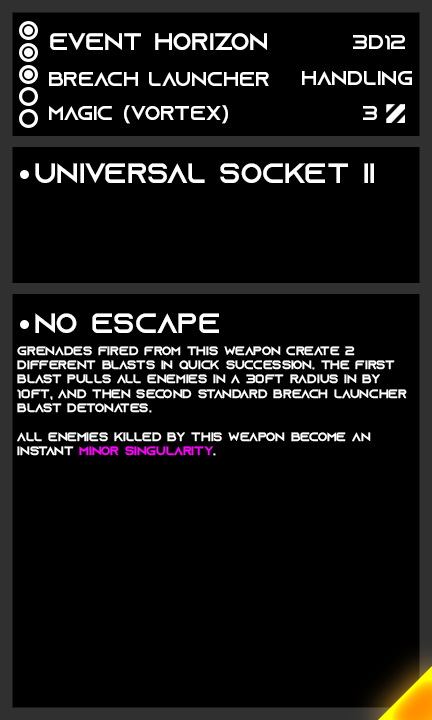 EVENT HORIZON 3D12
BREACH LAUNCHER HANDLING
MAGIC (VORTEX) 3
•UNIVERSAL SOCKET II
•NO ESCAPE
GRENADES FIRED FROM THIS WEAPON CREATE 2
DIFFERENT BLASTS IN QUICK SUCCESSION. THE FIRST
BLAST PULLS ALL ENEMIES IN A 30FT RADIUS IN BY
10FT, AND THEN SECOND STANDARD BREACH LAUNCHER
BLAST DETONATES.
ALL ENEMIES KILLED BY THIS WEAPON BECOME AN
INSTANT MINOR SINGULARITY.